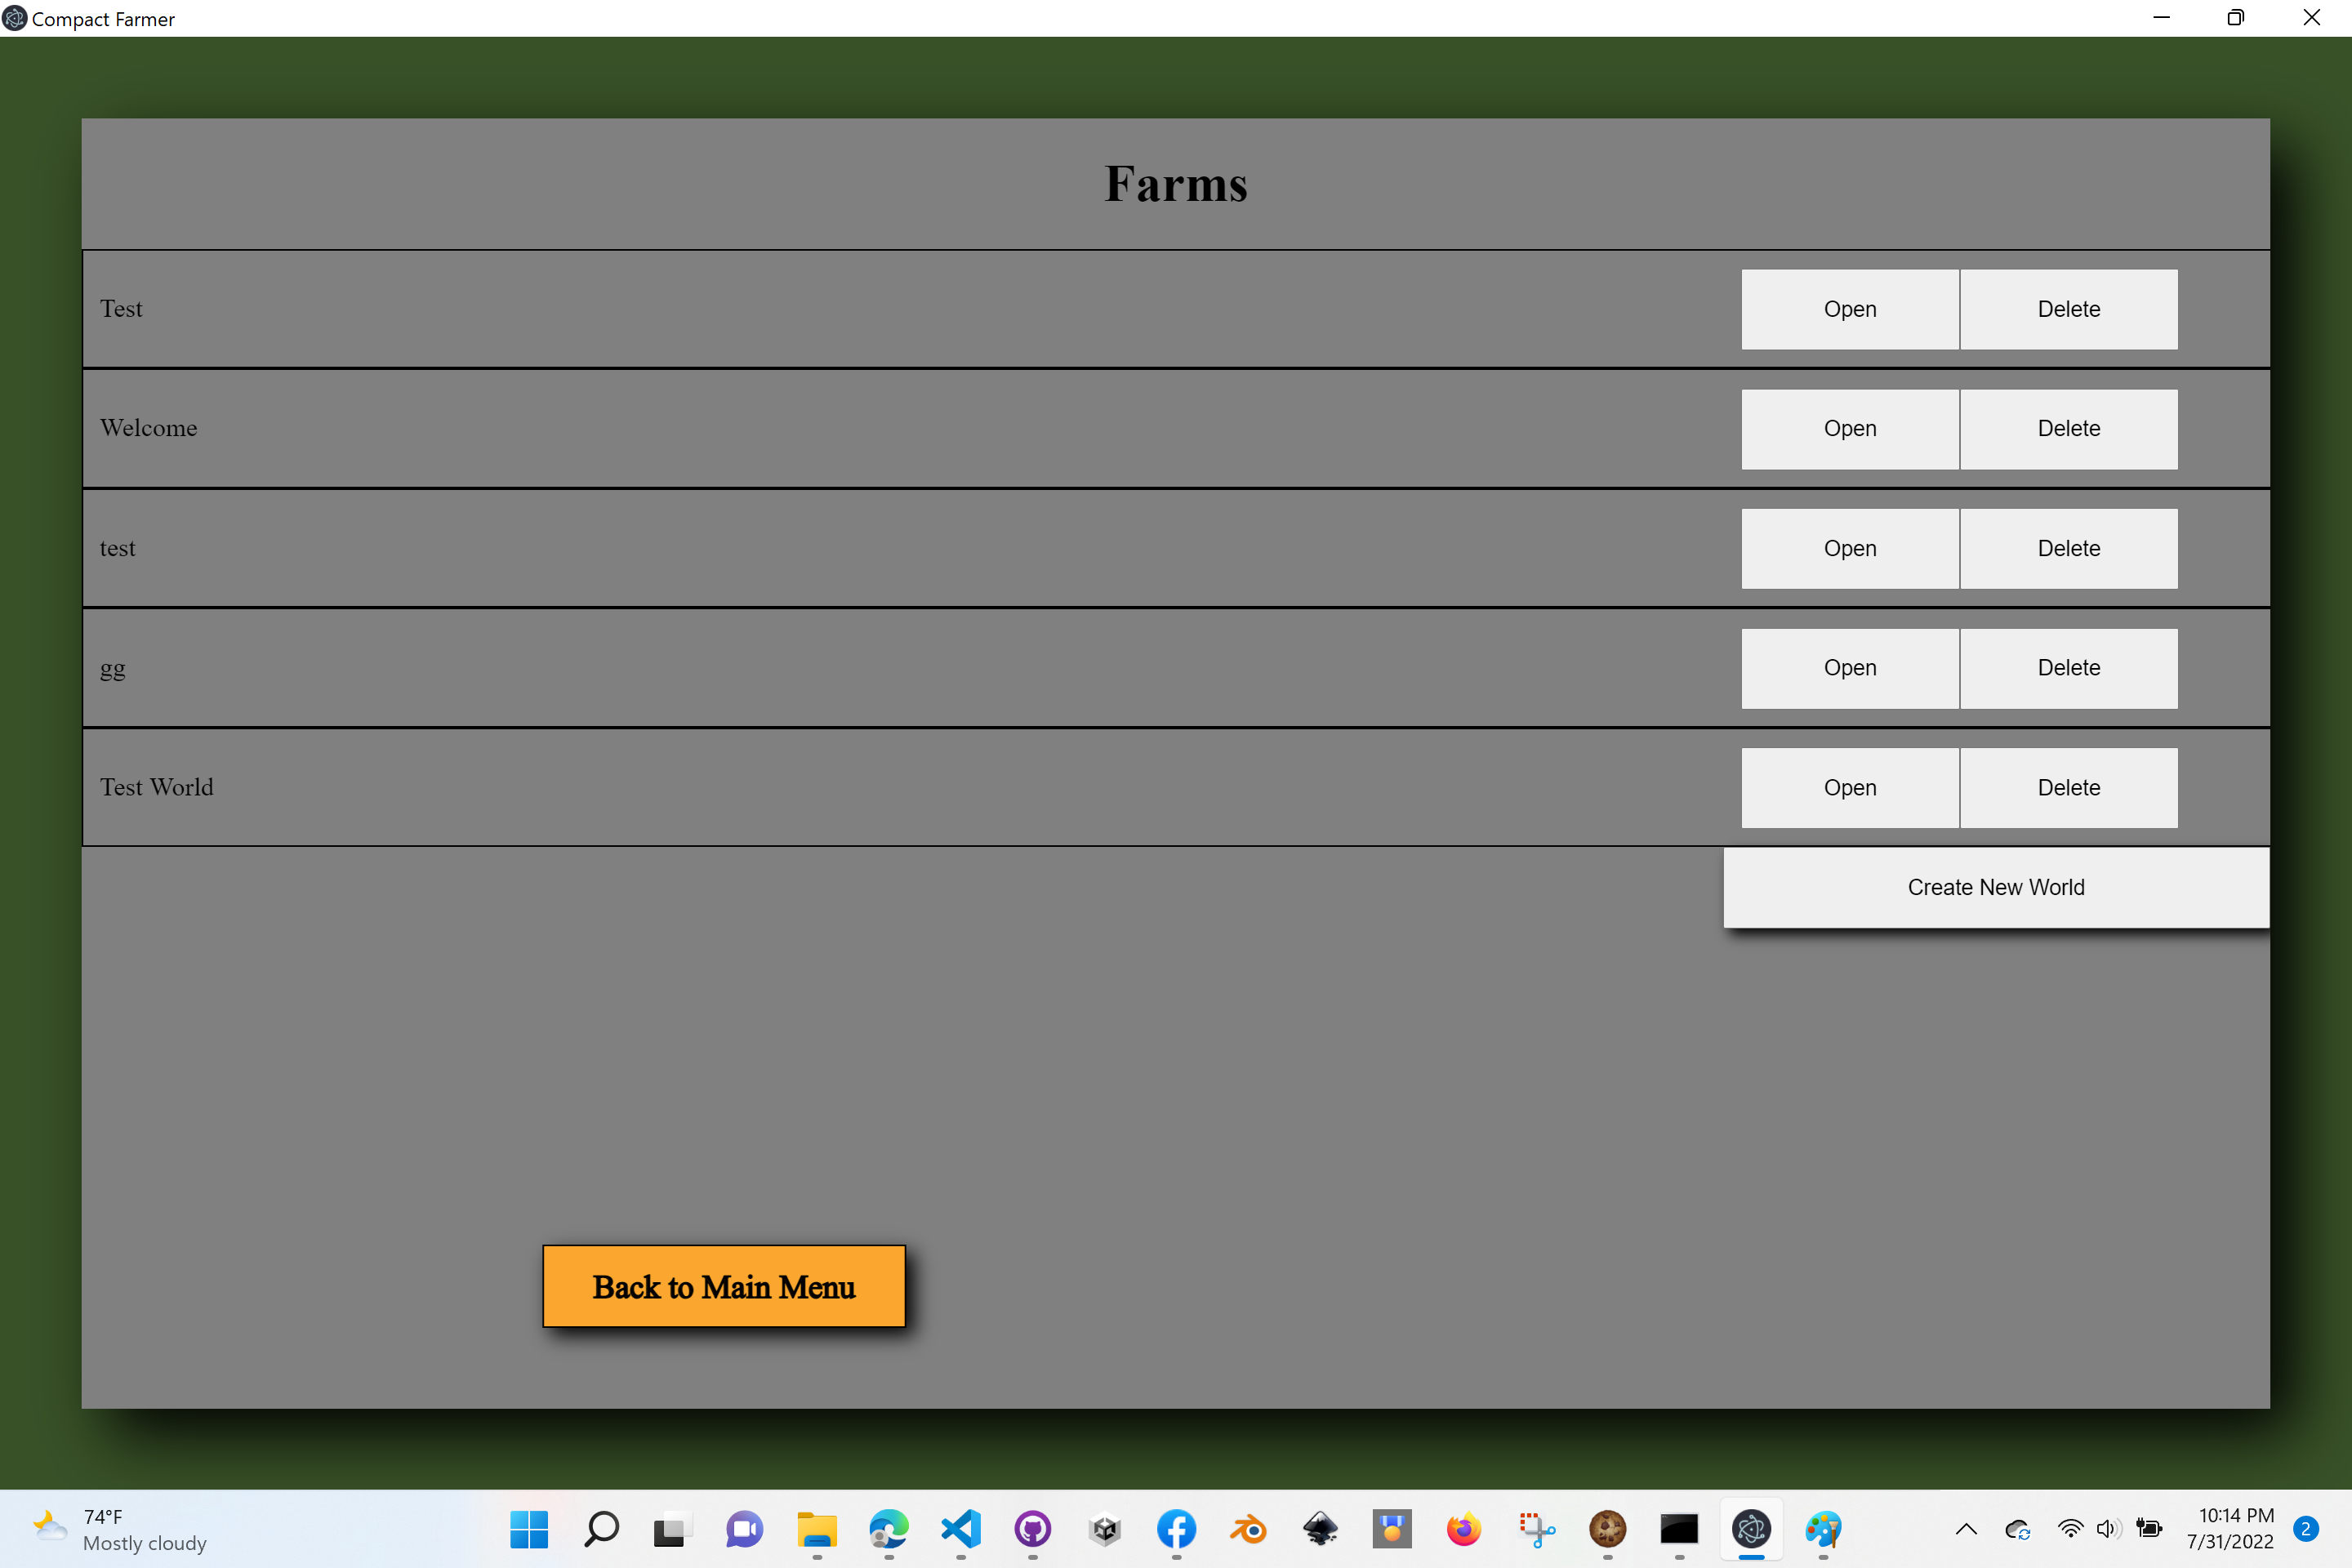 Compact Farmer
Farms
Test Open Delete
Welcome Open Delete
test Open Delete
gg Open Delete
Test World Open Delete
Create New World
Back to Main Menu
74°F
Mostly cloudy
10:14 PM
7/31/2022
2